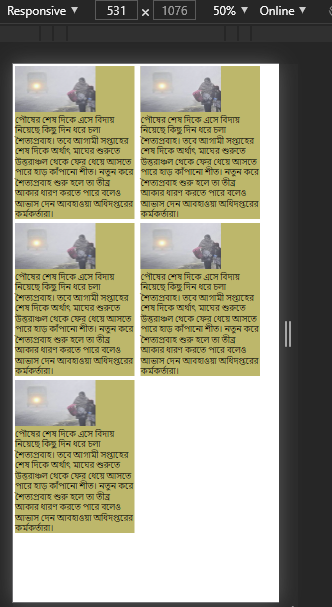 Responsive ▼ 531 × 1076 50% ▼ Online ▼
পৌষের শেষ দিকে এসে বিদায়
নিয়েছে কিছু দিন ধরে চলা
শৈত্যপ্রবাহ। তবে আগামী সপ্তাহের
শেষ দিকে অর্থাৎ মাঘের শুরুতে
উত্তরাঞ্চল থেকে ফের ধেয়ে আসতে
পারে হাড় কাঁপানো শীত। নতুন করে
শৈত্যপ্রবাহ শুরু হলে তা তীব্র
আকার ধারণ করতে পারে বলেও
আভাস দেন আবহাওয়া অধিদপ্তরের
কর্মকর্তারা।
পৌষের শেষ দিকে এসে বিদায়
নিয়েছে কিছু দিন ধরে চলা
শৈত্যপ্রবাহ। তবে আগামী সপ্তাহের
শেষ দিকে অর্থাৎ মাঘের শুরুতে
উত্তরাঞ্চল থেকে ফের ধেয়ে আসতে
পারে হাড় কাঁপানো শীত। নতুন করে
শৈত্যপ্রবাহ শুরু হলে তা তীব্র
আকার ধারণ করতে পারে বলেও
আভাস দেন আবহাওয়া অধিদপ্তরের
কর্মকর্তারা।
পৌষের শেষ দিকে এসে বিদায়
নিয়েছে কিছু দিন ধরে চলা
শৈত্যপ্রবাহ। তবে আগামী সপ্তাহের
শেষ দিকে অর্থাৎ মাঘের শুরুতে
উত্তরাঞ্চল থেকে ফের ধেয়ে আসতে
পারে হাড় কাঁপানো শীত। নতুন করে
শৈত্যপ্রবাহ শুরু হলে তা তীব্র
আকার ধারণ করতে পারে বলেও
আভাস দেন আবহাওয়া অধিদপ্তরের
কর্মকর্তারা।
পৌষের শেষ দিকে এসে বিদায়
নিয়েছে কিছু দিন ধরে চলা
শৈত্যপ্রবাহ। তবে আগামী সপ্তাহের
শেষ দিকে অর্থাৎ মাঘের শুরুতে
উত্তরাঞ্চল থেকে ফের ধেয়ে আসতে
পারে হাড় কাঁপানো শীত। নতুন করে
শৈত্যপ্রবাহ শুরু হলে তা তীব্র
আকার ধারণ করতে পারে বলেও
আভাস দেন আবহাওয়া অধিদপ্তরের
কর্মকর্তারা।
পৌষের শেষ দিকে এসে বিদায়
নিয়েছে কিছু দিন ধরে চলা
শৈত্যপ্রবাহ। তবে আগামী সপ্তাহের
শেষ দিকে অর্থাৎ মাঘের শুরুতে
উত্তরাঞ্চল থেকে ফের ধেয়ে আসতে
পারে হাড় কাঁপানো শীত। নতুন করে
শৈত্যপ্রবাহ শুরু হলে তা তীব্র
আকার ধারণ করতে পারে বলেও
আভাস দেন আবহাওয়া অধিদপ্তরের
কর্মকর্তারা।